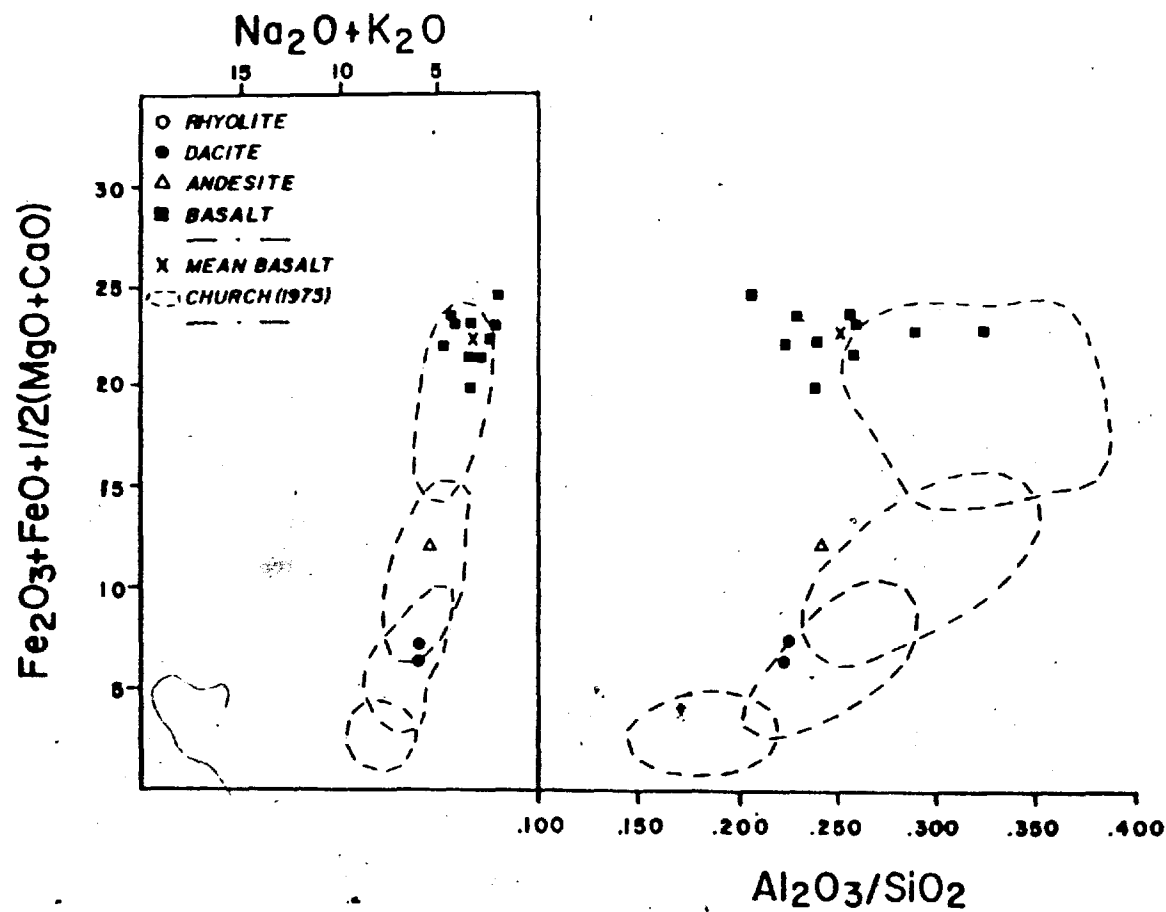 Na2O+K2O
15 10 5
○ RHYOLITE
● DACITE
△ ANDESITE
■ BASALT
x MEAN BASALT
CHURCH (1975)
Fe2O3+FeO+1/2(MgO+CaO)
30
25
20
15
10
5
.100 .150 .200 .250 .300 .350 .400
Al2O3/SiO2